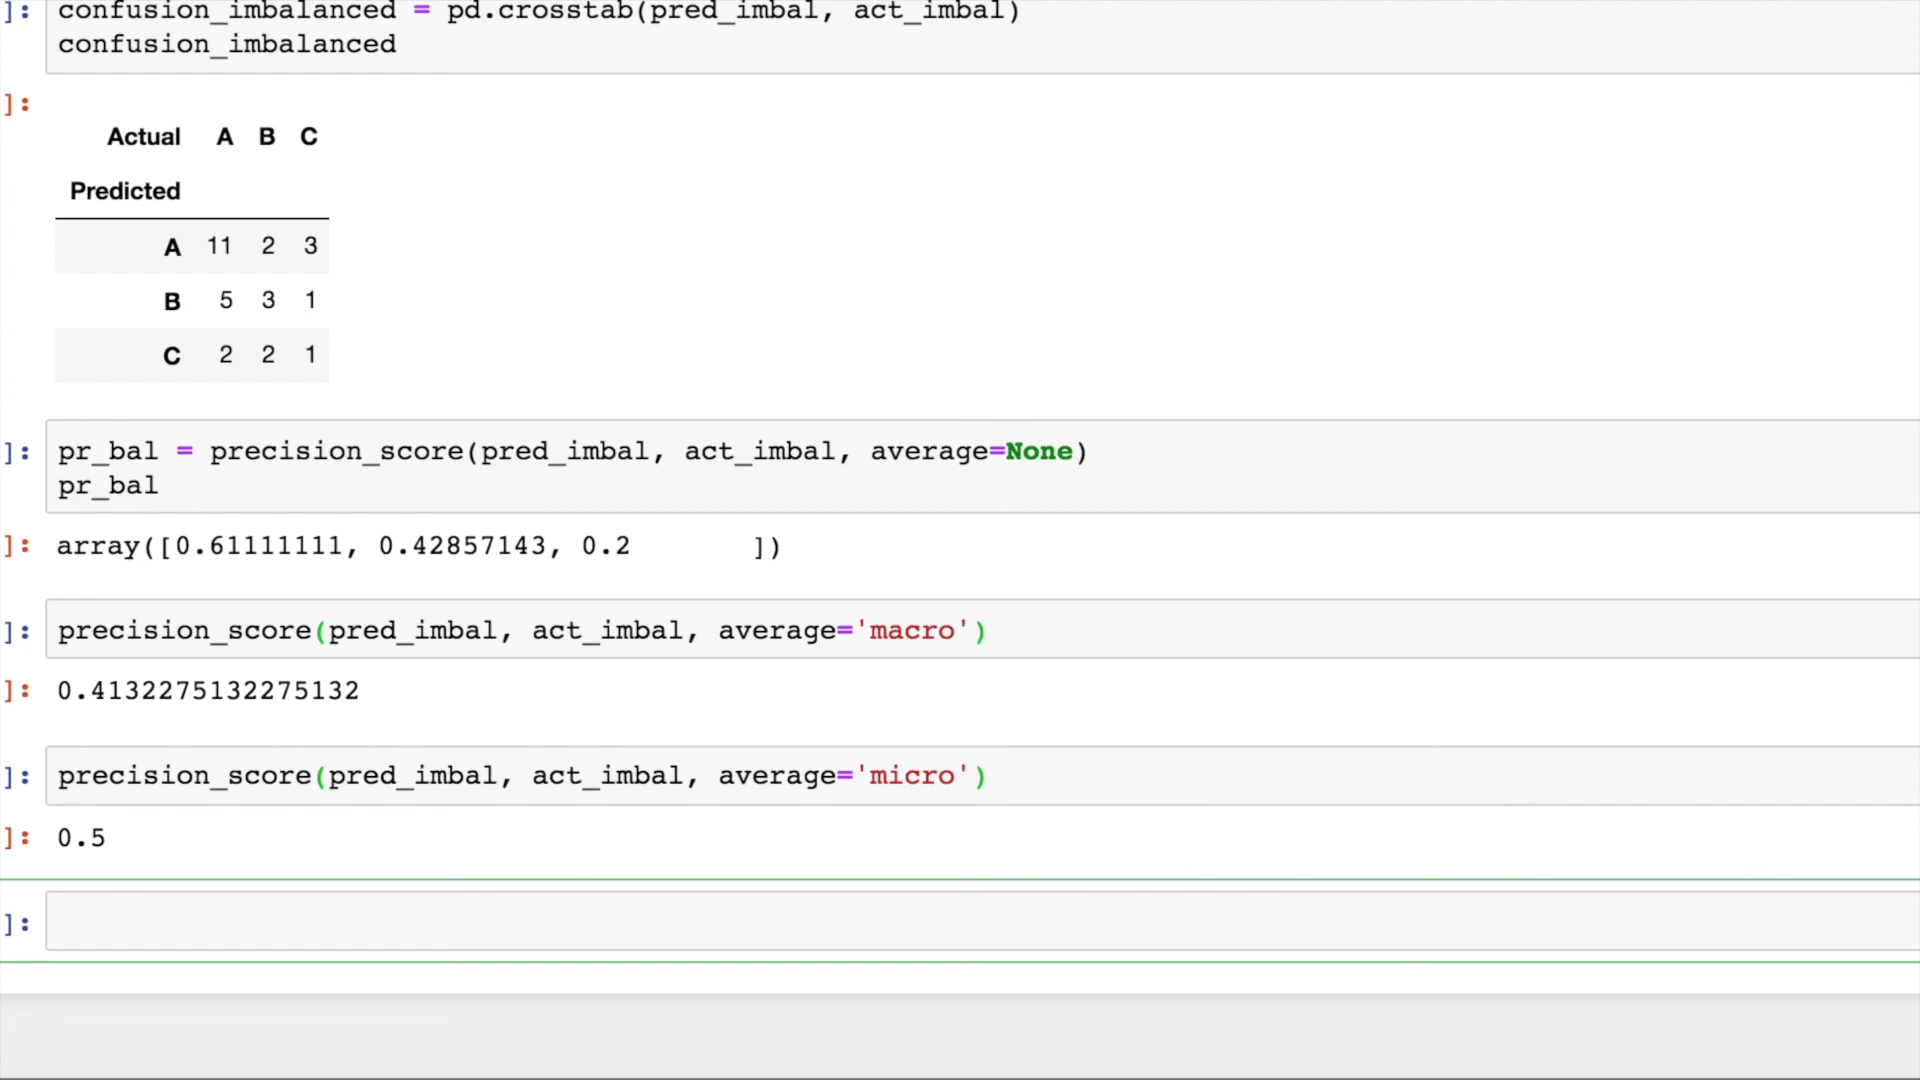 ]: confusion_imbalanced = pd.crosstab(pred_imbal, act_imbal)
confusion_imbalanced
]:
Actual A B C
Predicted
A 11 2 3
B 5 3 1
C 2 2 1
]: pr_bal = precision_score(pred_imbal, act_imbal, average=None)
pr_bal
]: array([0.61111111, 0.42857143, 0.2       ])
]: precision_score(pred_imbal, act_imbal, average='macro')
]: 0.4132275132275132
]: precision_score(pred_imbal, act_imbal, average='micro')
]: 0.5
]: